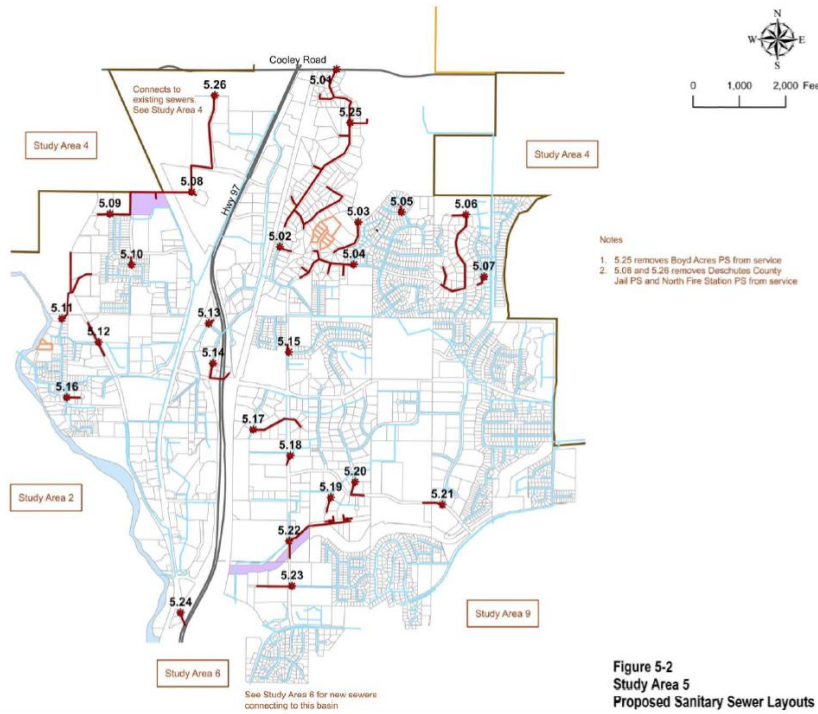 N
W E
S
0 1,000 2,000 Feet
Cooley Road
5.01
5.26
Connects to
existing sewers.
See Study Area 4
5.25
Study Area 4
Study Area 4
Hwy 97
5.08
5.09
5.05
5.06
5.03
5.02
5.10
5.04
5.07
Notes
1. 5.25 removes Boyd Acres PS from service
2. 5.08 and 5.26 removes Deschutes County
Jail PS and North Fire Station PS from service
5.11
5.13
5.12
5.15
5.14
5.16
5.17
5.18
5.20
5.19
5.21
Study Area 2
5.22
5.23
5.24
Study Area 9
Study Area 6
See Study Area 6 for new sewers
connecting to this basin
Figure 5-2
Study Area 5
Proposed Sanitary Sewer Layouts